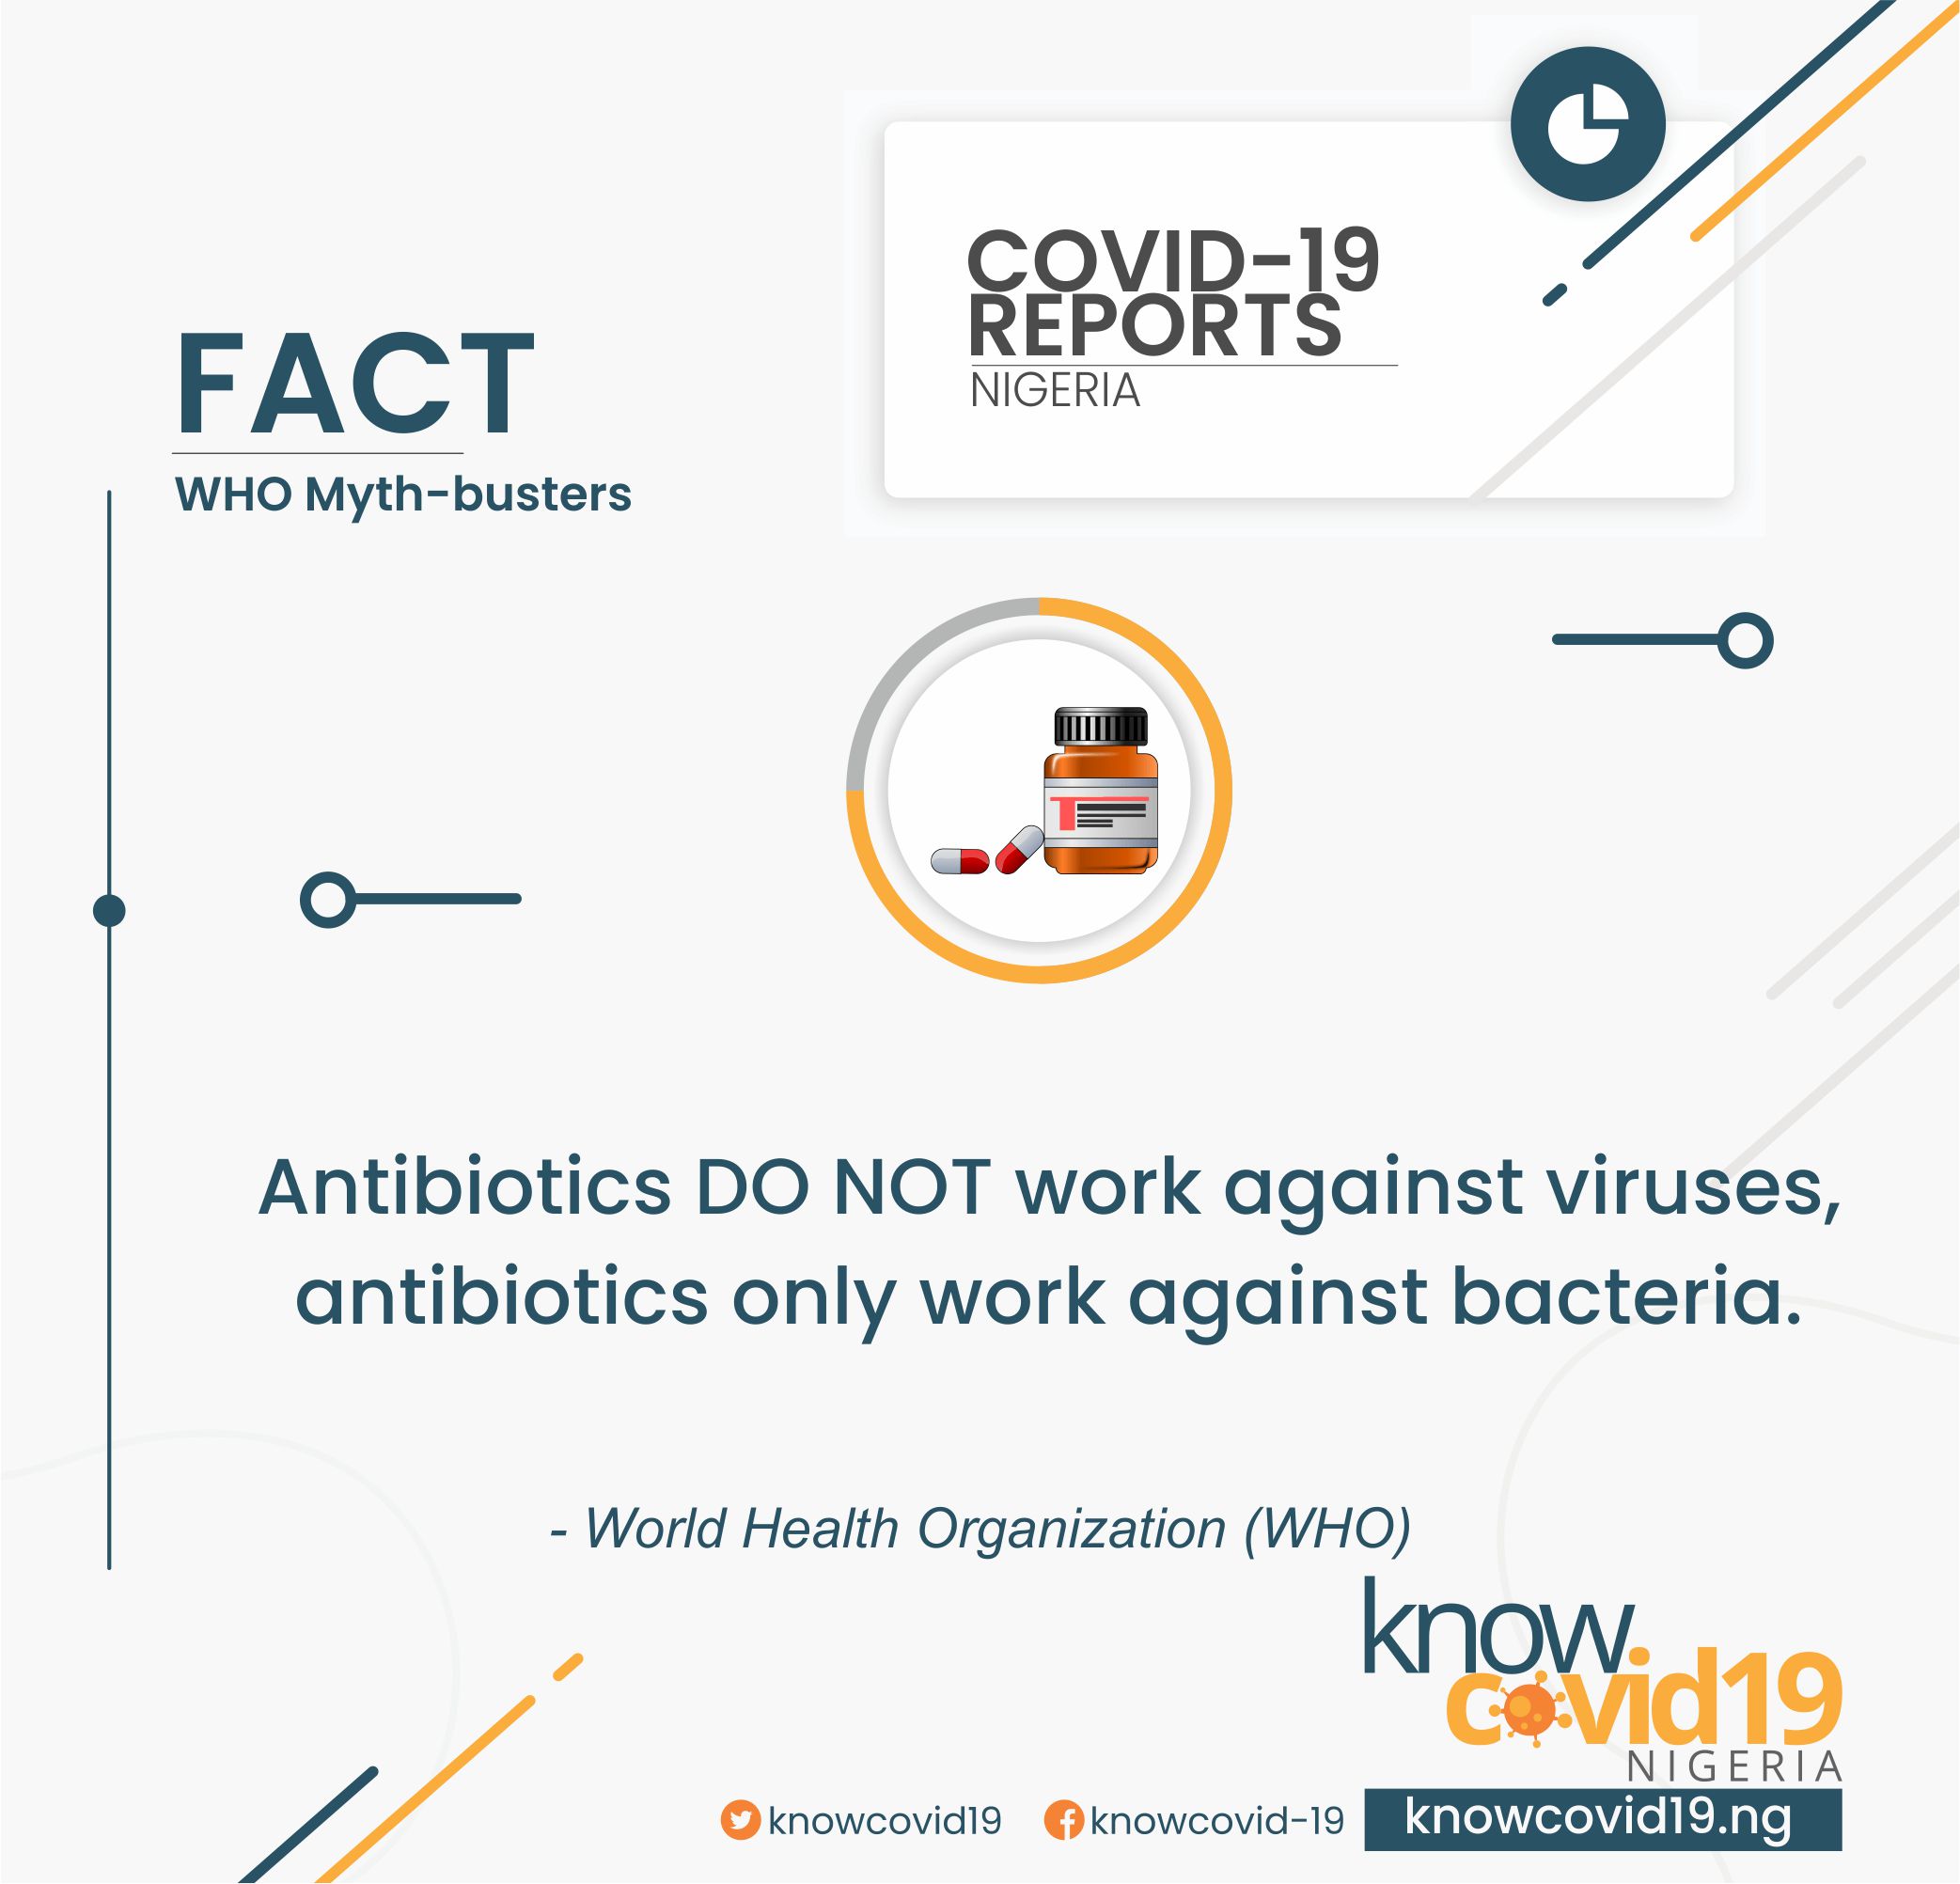 COVID-19
REPORTS
NIGERIA
FACT
WHO Myth-busters
Antibiotics DO NOT work against viruses,
antibiotics only work against bacteria.
- World Health Organization (WHO)
know
covid19
NIGERIA
knowcovid19 knowcovid-19 knowcovid19.ng